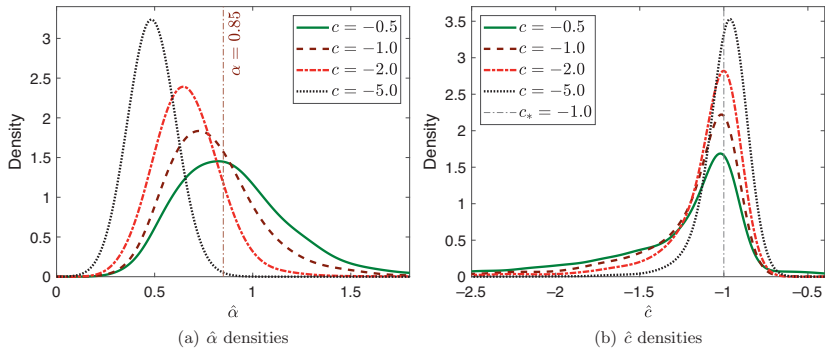 3
2.5
2
1.5
1
0.5
0
Density
α = 0.85
c = −0.5
c = −1.0
c = −2.0
c = −5.0
0
0.5
1
1.5
α̂
(a) α̂ densities
3.5
3
2.5
2
1.5
1
0.5
0
Density
c = −0.5
c = −1.0
c = −2.0
c = −5.0
c* = −1.0
−2.5
−2
−1.5
−1
−0.5
ĉ
(b) ĉ densities